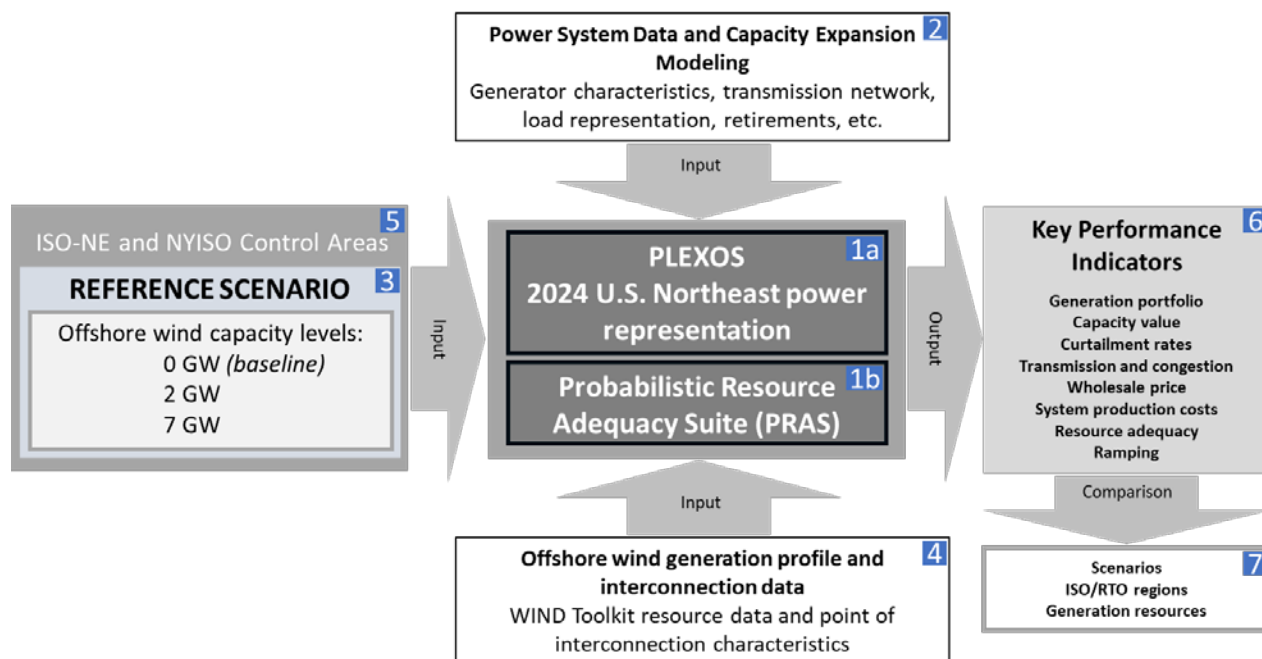 2
Power System Data and Capacity Expansion
Modeling
Generator characteristics, transmission network,
load representation, retirements, etc.
Input
5
ISO-NE and NYISO Control Areas
3
REFERENCE SCENARIO
Offshore wind capacity levels:
0 GW (baseline)
2 GW
7 GW
Input
1a
PLEXOS
2024 U.S. Northeast power
representation
1b
Probabilistic Resource
Adequacy Suite (PRAS)
Output
6
Key Performance
Indicators
Generation portfolio
Capacity value
Curtailment rates
Transmission and congestion
Wholesale price
System production costs
Resource adequacy
Ramping
Input
4
Offshore wind generation profile and
interconnection data
WIND Toolkit resource data and point of
interconnection characteristics
Comparison
7
Scenarios
ISO/RTO regions
Generation resources